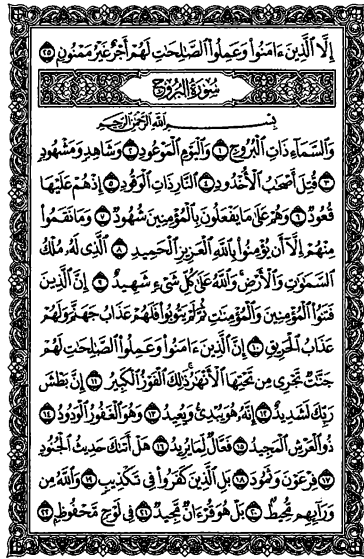 إِلَّا الَّذِينَ ءَامَنُوا وَعَمِلُوا الصَّالِحَاتِ لَهُمْ أَجْرٌ غَيْرُ مَمْنُونٍ ٢٥
سُورَةُ الْبُرُوجِ
بِسْمِ اللَّهِ الرَّحْمَٰنِ الرَّحِيمِ
وَالسَّمَاءِ ذَاتِ الْبُرُوجِ ١ وَالْيَوْمِ الْمَوْعُودِ ٢ وَشَاهِدٍ وَمَشْهُودٍ
٣ قُتِلَ أَصْحَابُ الْأُخْدُودِ ٤ النَّارِ ذَاتِ الْوَقُودِ ٥ إِذْ هُمْ عَلَيْهَا
قُعُودٌ ٦ وَهُمْ عَلَىٰ مَا يَفْعَلُونَ بِالْمُؤْمِنِينَ شُهُودٌ ٧ وَمَا نَقَمُوا
مِنْهُمْ إِلَّا أَن يُؤْمِنُوا بِاللَّهِ الْعَزِيزِ الْحَمِيدِ ٨ الَّذِي لَهُ مُلْكُ
السَّمَٰوَٰتِ وَالْأَرْضِ وَاللَّهُ عَلَىٰ كُلِّ شَيْءٍ شَهِيدٌ ٩ إِنَّ الَّذِينَ
فَتَنُوا الْمُؤْمِنِينَ وَالْمُؤْمِنَٰتِ ثُمَّ لَمْ يَتُوبُوا فَلَهُمْ عَذَابُ جَهَنَّمَ وَلَهُمْ
عَذَابُ الْحَرِيقِ ١٠ إِنَّ الَّذِينَ ءَامَنُوا وَعَمِلُوا الصَّالِحَاتِ لَهُمْ
جَنَّٰتٌ تَجْرِي مِن تَحْتِهَا الْأَنْهَٰرُ ذَٰلِكَ الْفَوْزُ الْكَبِيرُ ١١ إِنَّ بَطْشَ
رَبِّكَ لَشَدِيدٌ ١٢ إِنَّهُ هُوَ يُبْدِئُ وَيُعِيدُ ١٣ وَهُوَ الْغَفُورُ الْوَدُودُ ١٤
ذُو الْعَرْشِ الْمَجِيدُ ١٥ فَعَّالٌ لِّمَا يُرِيدُ ١٦ هَلْ أَتَىٰكَ حَدِيثُ الْجُنُودِ
١٧ فِرْعَوْنَ وَثَمُودَ ١٨ بَلِ الَّذِينَ كَفَرُوا فِي تَكْذِيبٍ ١٩ وَاللَّهُ مِن
وَرَائِهِم مُّحِيطٌ ٢٠ بَلْ هُوَ قُرْءَانٌ مَّجِيدٌ ٢١ فِي لَوْحٍ مَّحْفُوظٍ ٢٢